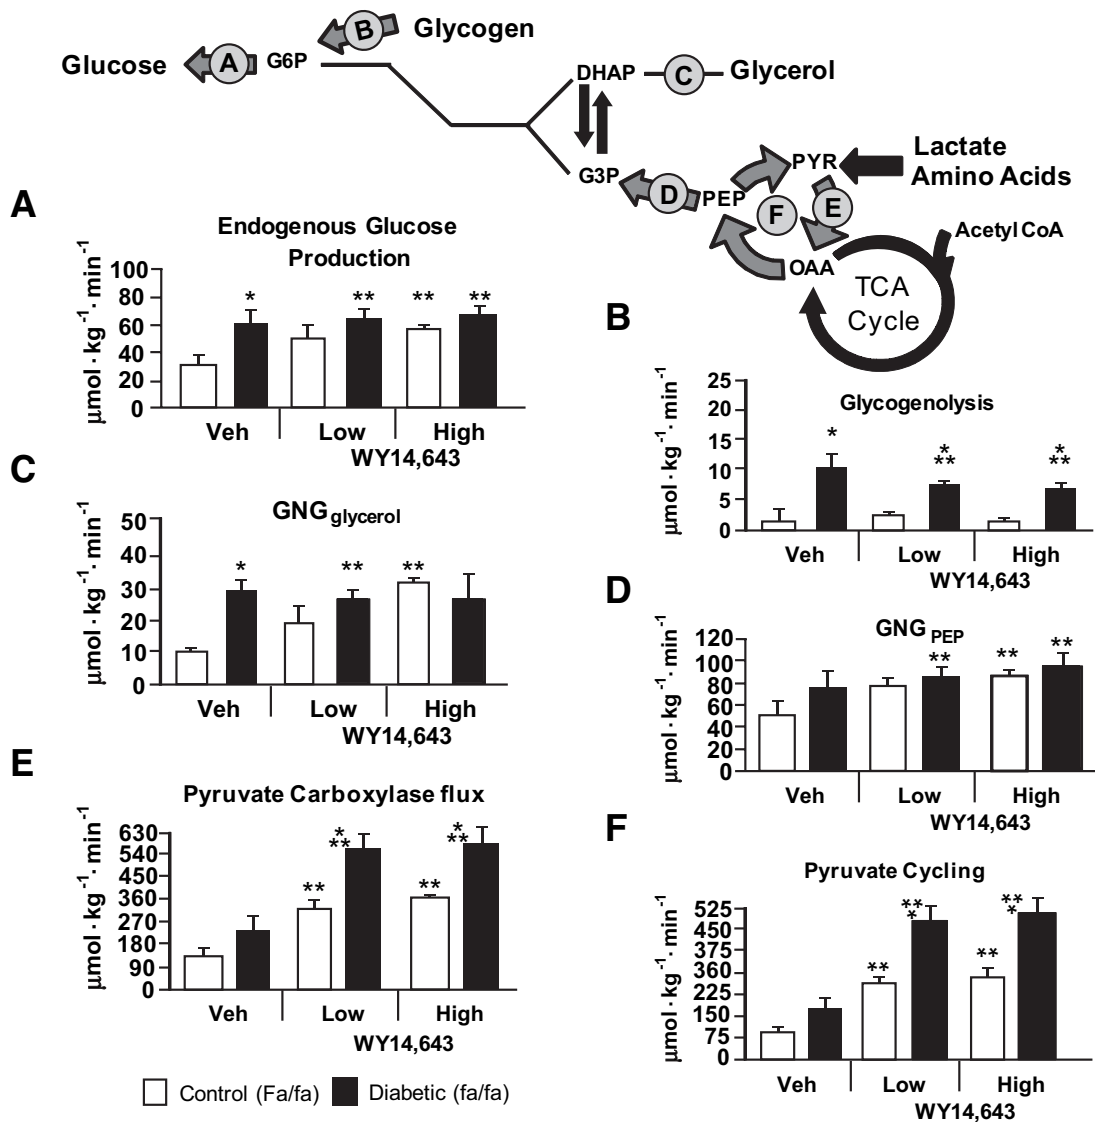 B
Glycogen
Glucose
A
G6P
DHAP
C
Glycerol
G3P
D
PEP
PYR
Lactate
Amino Acids
F
E
OAA
Acetyl CoA
TCA
Cycle
A
Endogenous Glucose
Production
μmol·kg⁻¹·min⁻¹
100
80
60
40
20
0
*
**
**
**
Veh
Low
High
WY14,643
B
Glycogenolysis
μmol·kg⁻¹·min⁻¹
25
20
15
10
5
0
*
*
**
*
**
Veh
Low
High
WY14,643
C
GNG glycerol
μmol·kg⁻¹·min⁻¹
50
40
30
20
10
0
*
**
**
Veh
Low
High
WY14,643
D
GNG PEP
μmol·kg⁻¹·min⁻¹
120
100
80
60
40
20
0
**
**
**
Veh
Low
High
WY14,643
E
Pyruvate Carboxylase flux
μmol·kg⁻¹·min⁻¹
630
540
450
360
270
180
90
0
**
*
**
**
*
**
Veh
Low
High
WY14,643
F
Pyruvate Cycling
μmol·kg⁻¹·min⁻¹
525
450
375
360
225
150
75
0
**
**
*
**
**
*
Veh
Low
High
WY14,643
Control (Fa/fa)
Diabetic (fa/fa)